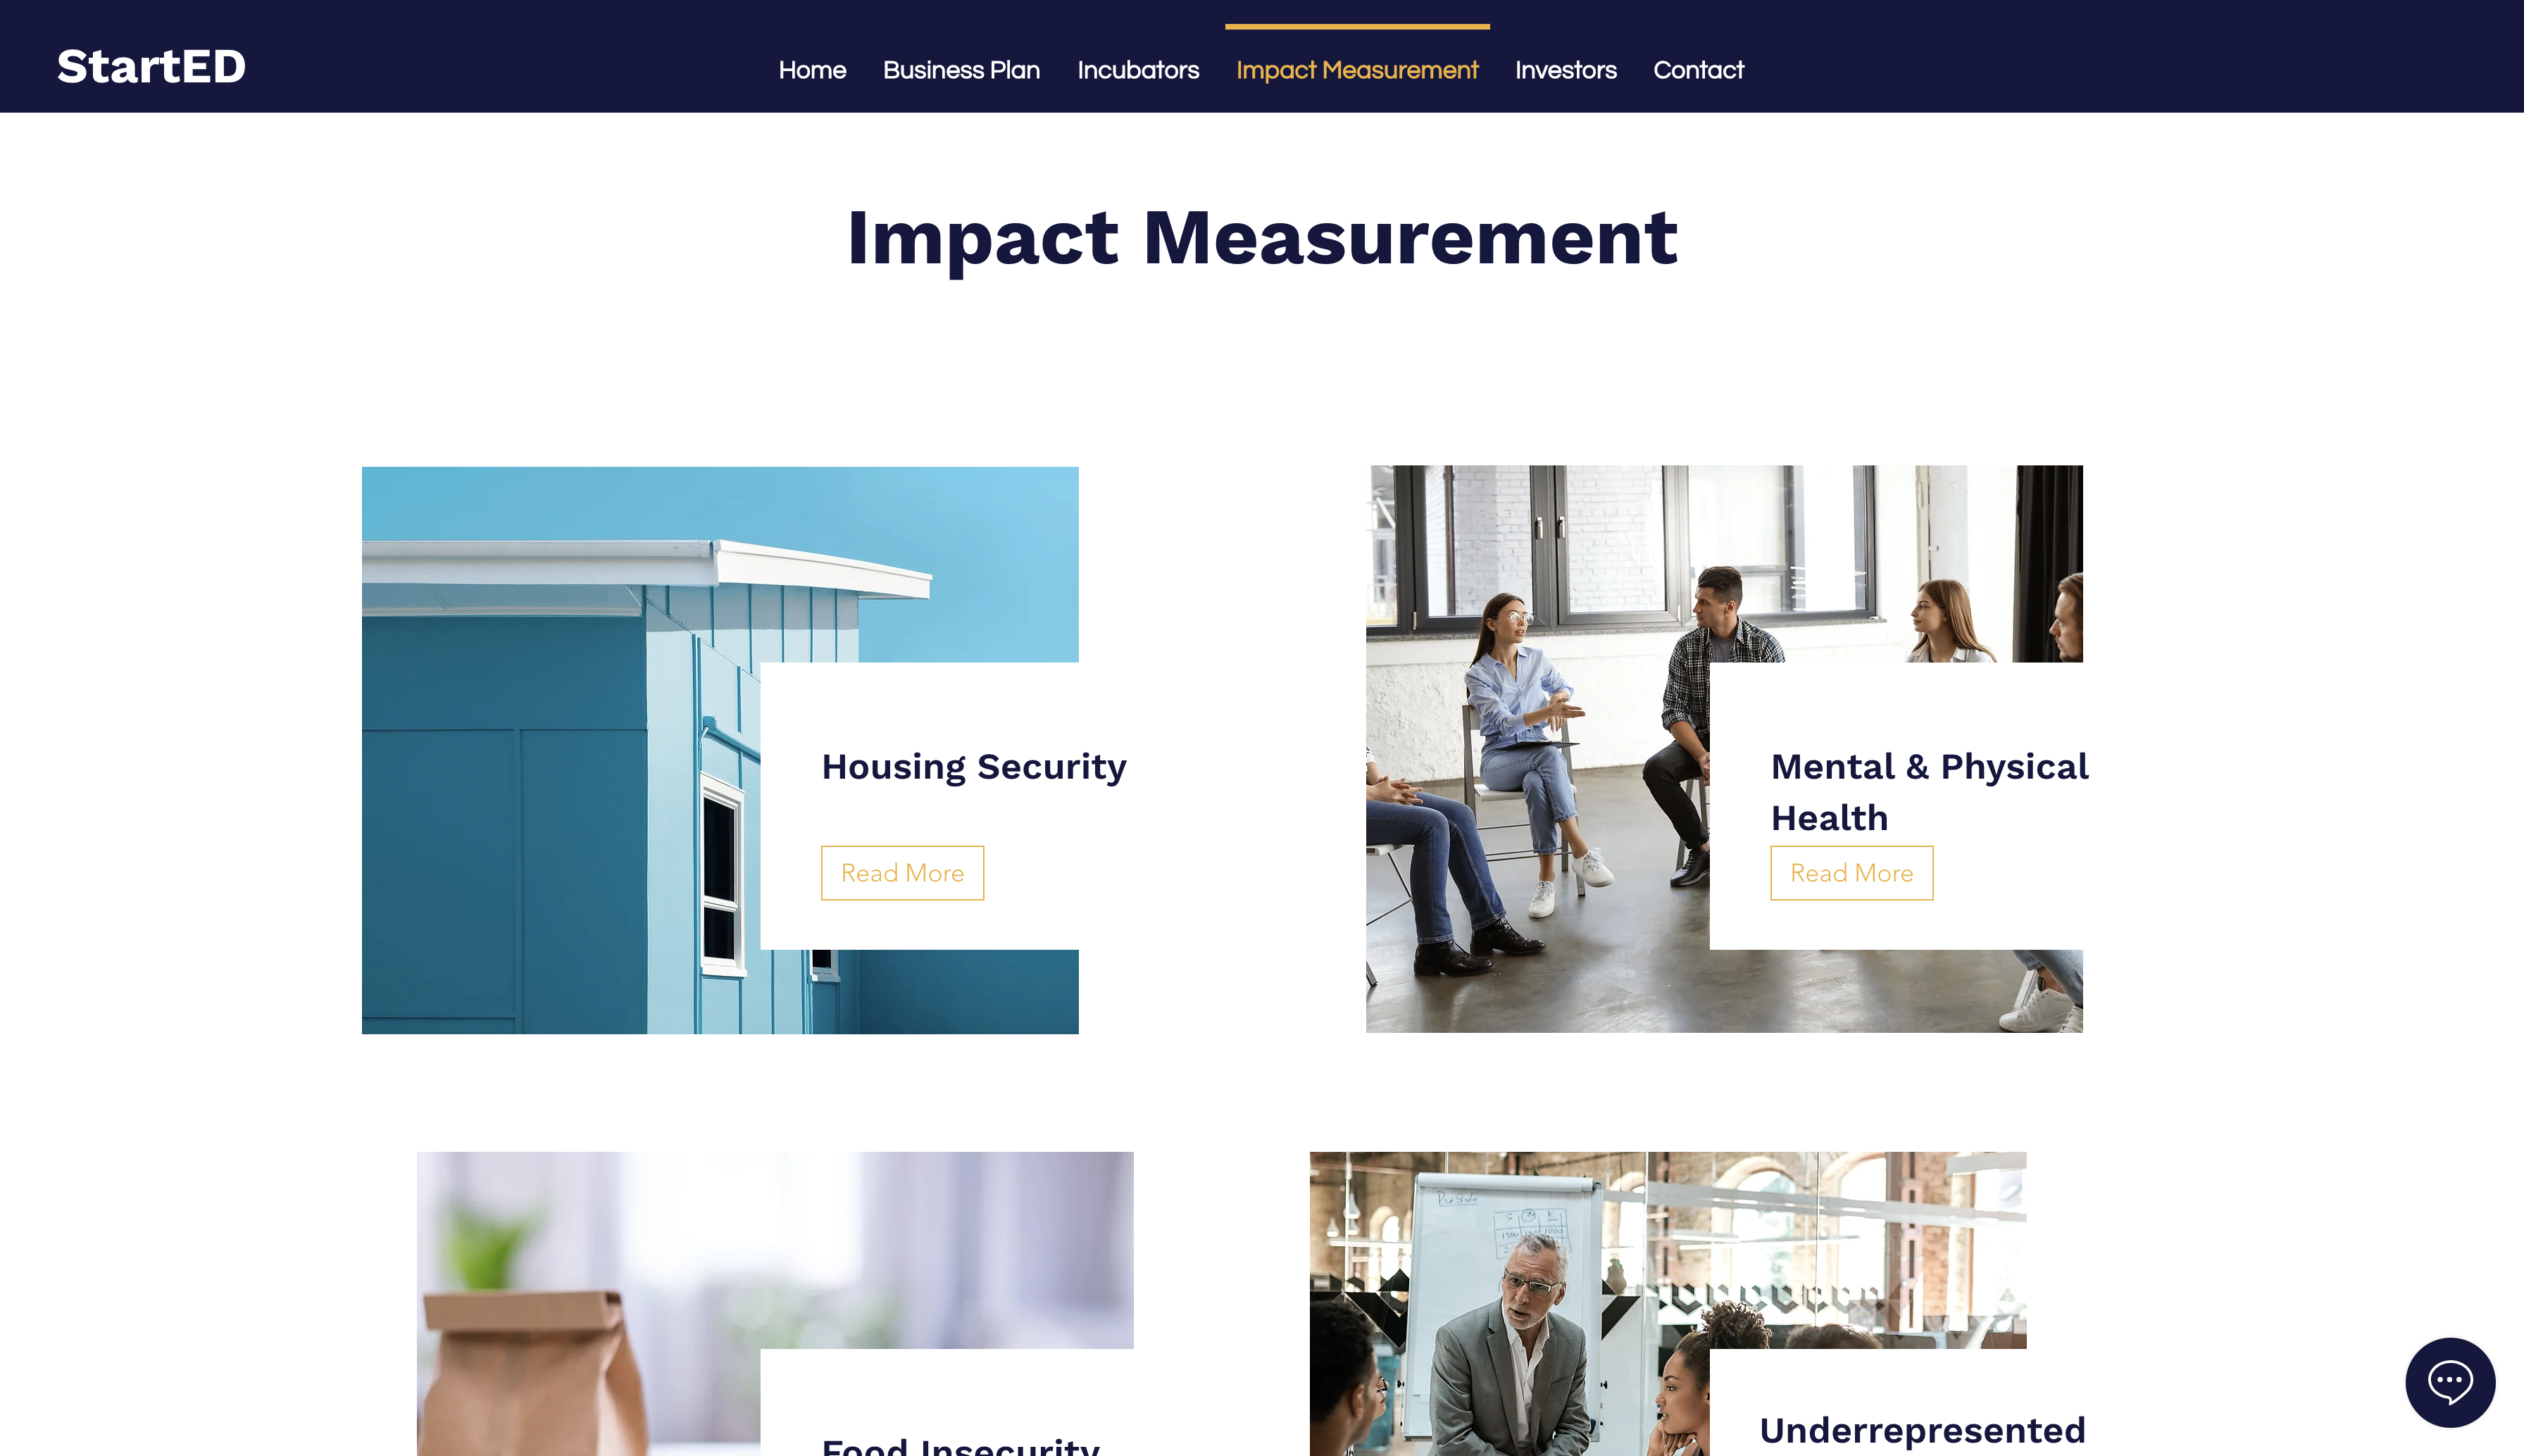 StartED
Home Business Plan Incubators Impact Measurement Investors Contact
Impact Measurement
Housing Security
Read More
Mental & Physical
Health
Read More
Food Insecurity
Underrepresented